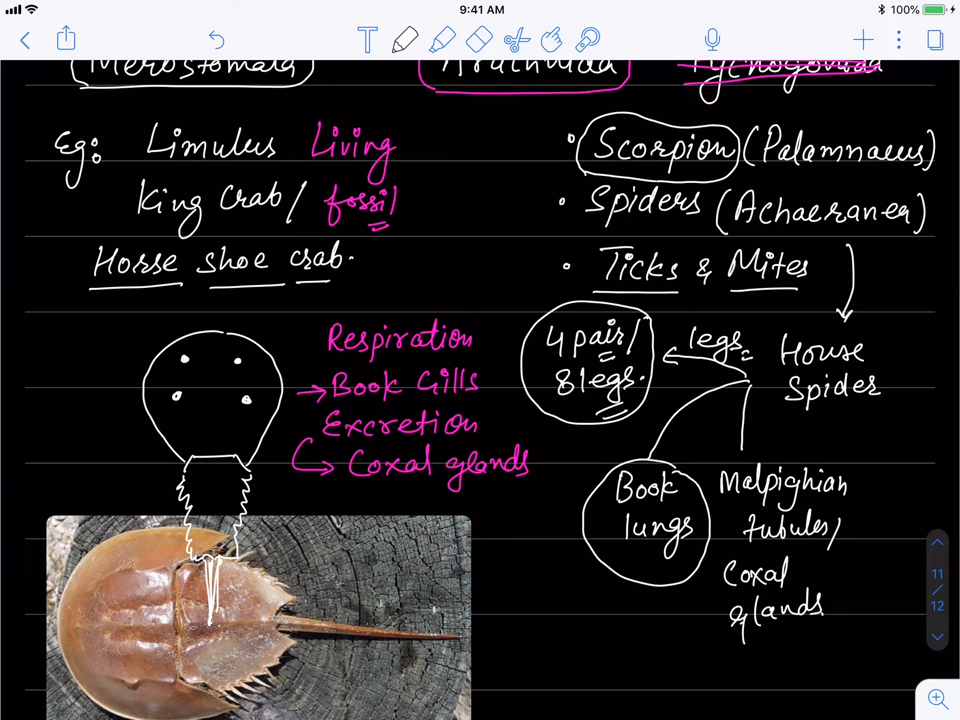 9:41 AM
100%
T
Merostomata
Arachnida
Pychogonida
Eg: Limulus
King Crab/
Horse shoe crab.
Living
fossil
• Scorpion (Palamnaeus)
• Spiders (Achaeranea)
• Ticks & Mites
Respiration
→ Book Gills
Excretion
↳ Coxal glands
4 pair/
8 legs.
legs
House
Spider
Book
lungs
Malpighian
tubules/
Coxal
glands
11
/
12